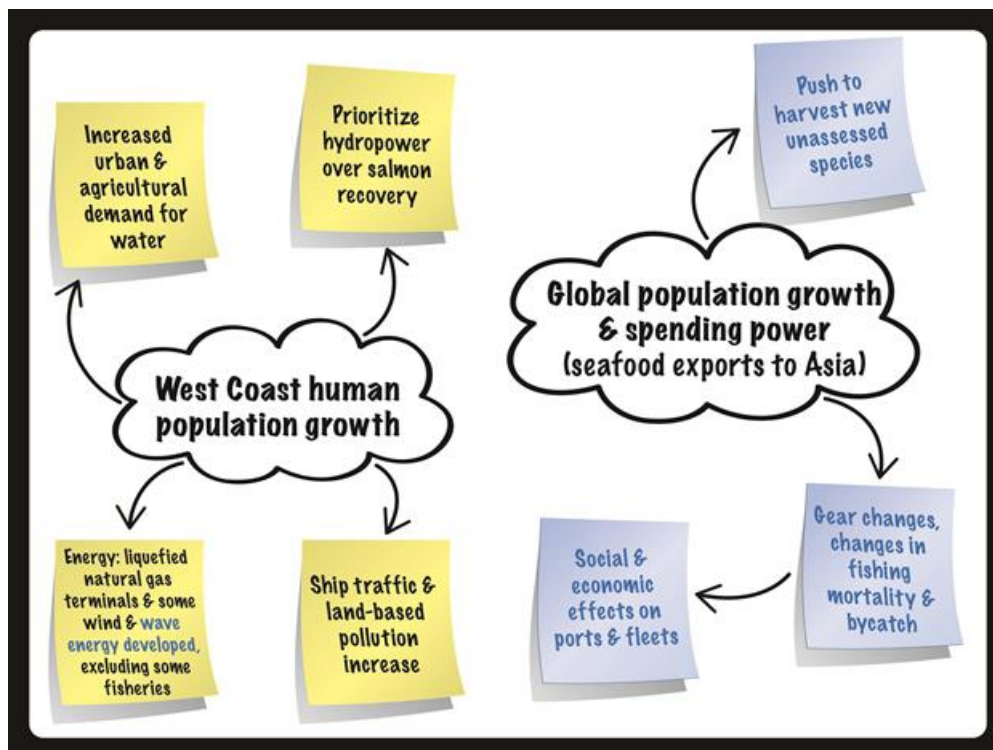 Increased
urban &
agricultural
demand for
water
Prioritize
hydropower
over salmon
recovery
West Coast human
population growth
Energy: liquefied
natural gas
terminals & some
wind & wave
energy developed,
excluding some
fisheries
Ship traffic &
land-based
pollution
increase
Push to
harvest new
unassessed
species
Global population growth
& spending power
(seafood exports to Asia)
Gear changes,
changes in
fishing
mortality &
bycatch
Social &
economic
effects on
ports & fleets